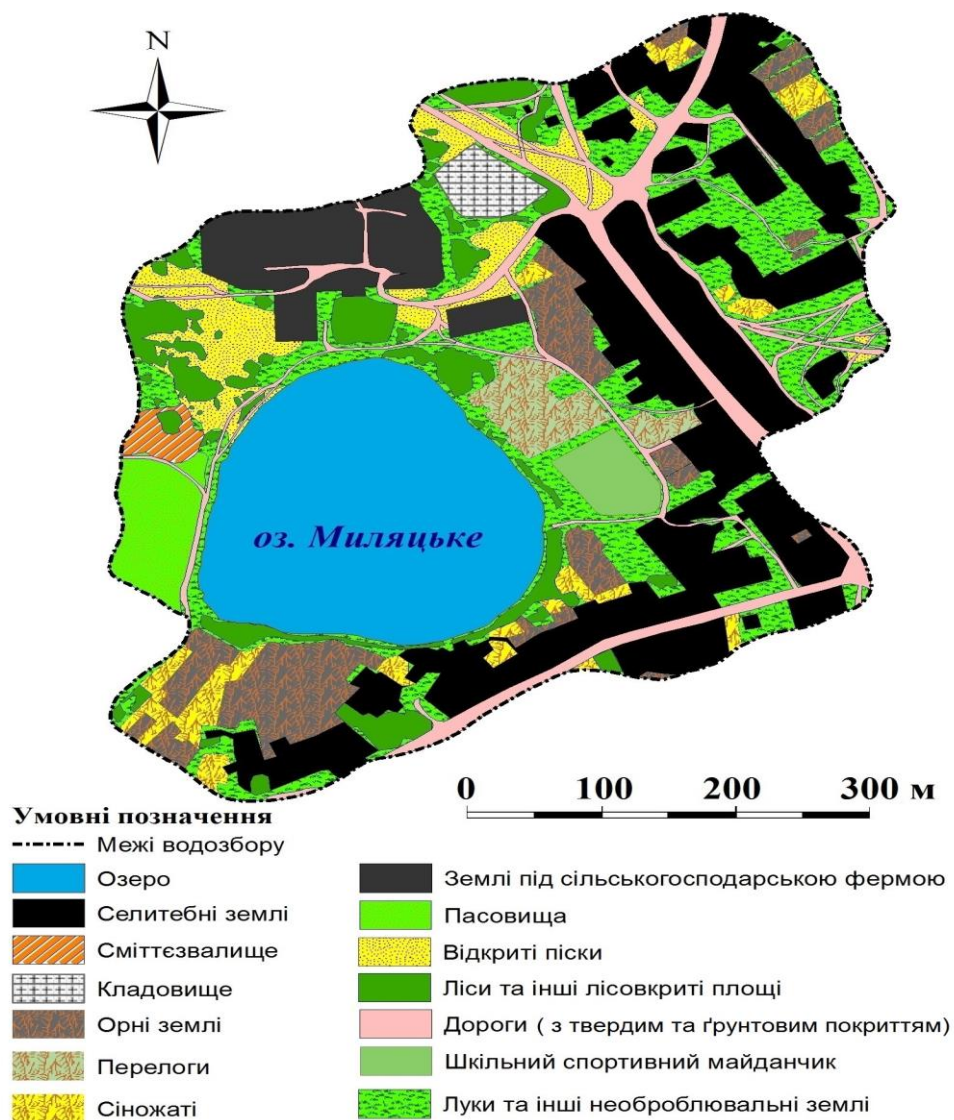 N
оз. Миляцьке
0 100 200 300 м
Умовні позначення
Межі водозбору
Озеро
Селитебні землі
Сміттєзвалище
Кладовище
Орні землі
Перелоги
Сіножаті
Землі під сільськогосподарською фермою
Пасовища
Відкриті піски
Ліси та інші лісовкриті площі
Дороги ( з твердим та ґрунтовим покриттям)
Шкільний спортивний майданчик
Луки та інші необроблювальні землі